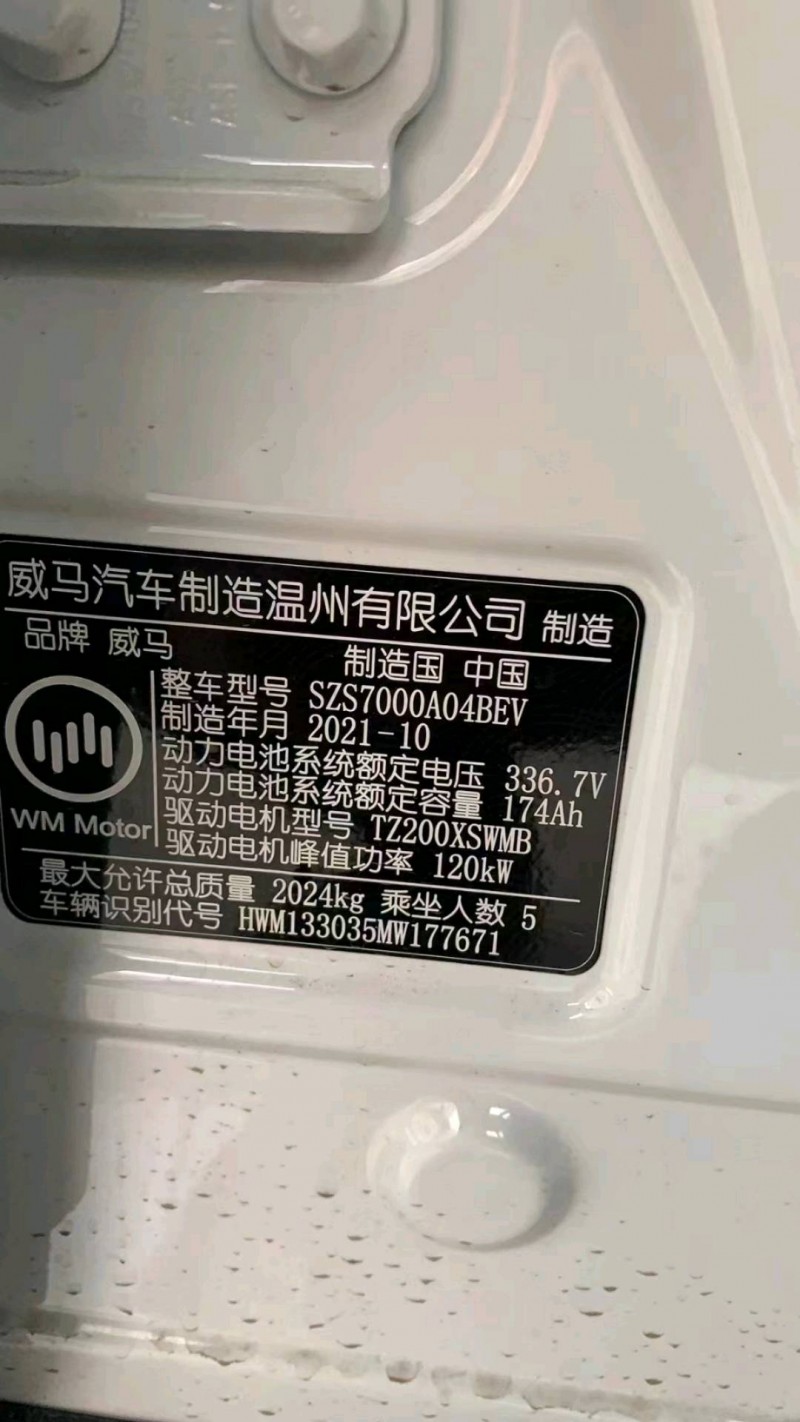 威马汽车制造温州有限公司 制造
品牌 威马
制造国 中国
整车型号 SZS7000A04BEV
制造年月 2021-10
动力电池系统额定电压 336.7V
动力电池系统额定容量 174Ah
驱动电机型号 TZ200XSWMB
驱动电机峰值功率 120kW
WM Motor
最大允许总质量 2024kg 乘坐人数 5
车辆识别代号 HWM133035MW177671